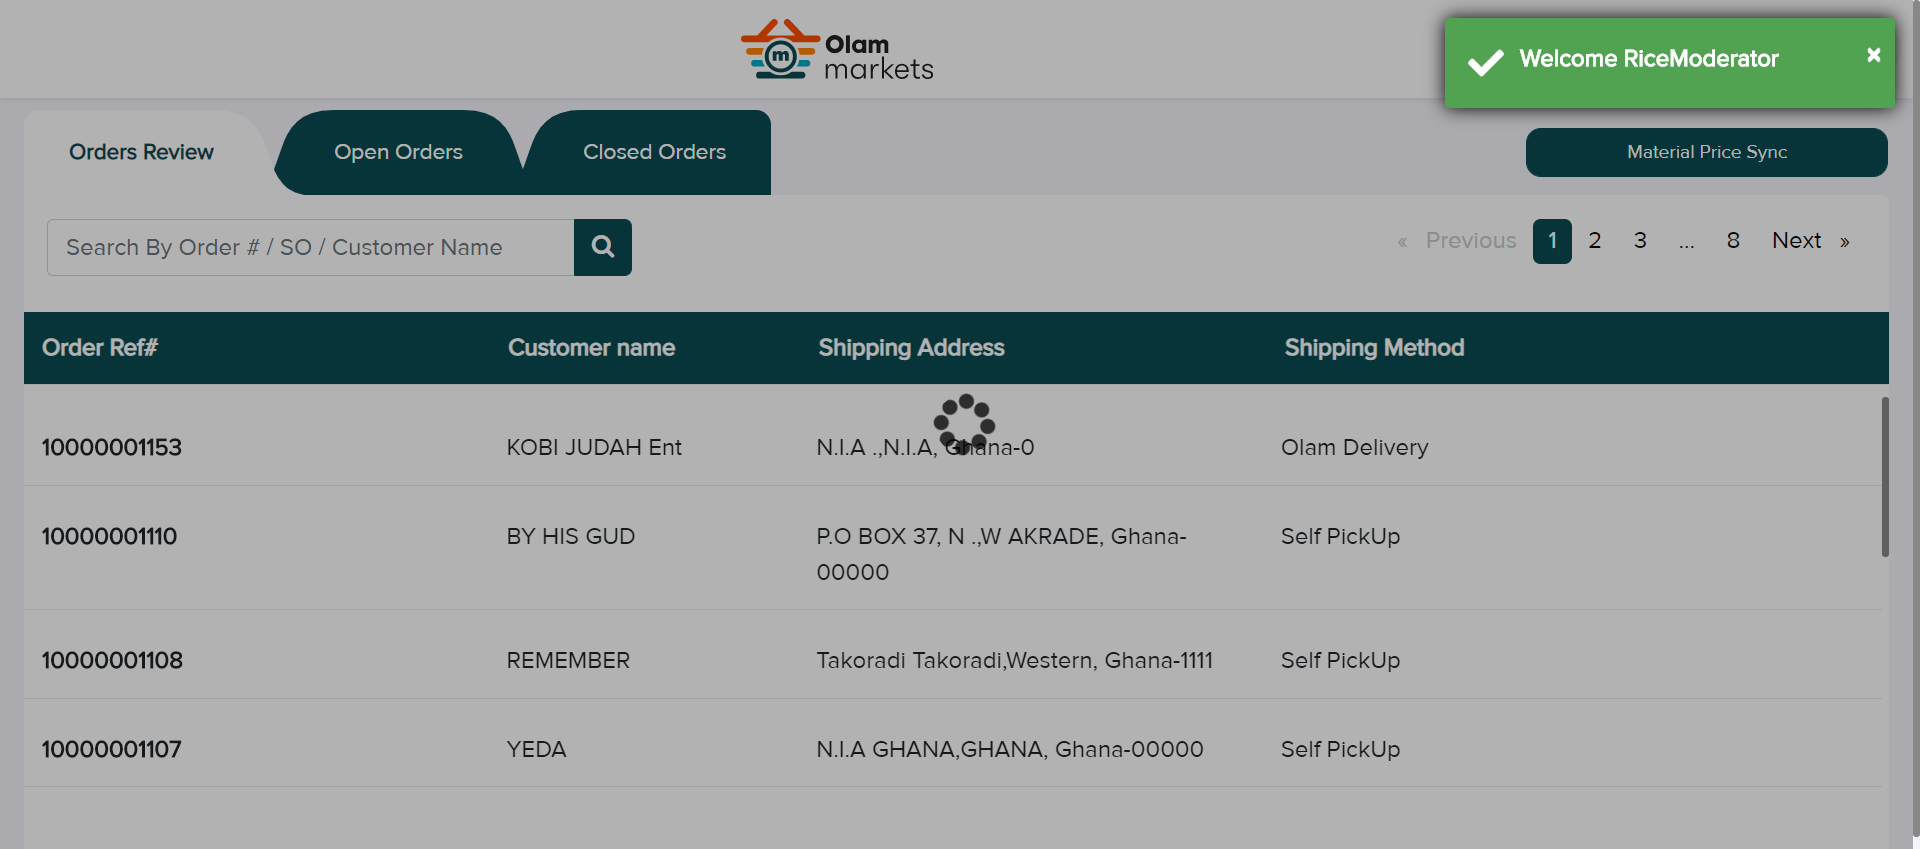 m
Olam
markets
Welcome RiceModerator
×
Orders Review
Open Orders
Closed Orders
Material Price Sync
Search By Order # / SO / Customer Name
« Previous 1 2 3 ... 8 Next »
Order Ref# Customer name Shipping Address Shipping Method
10000001153 KOBI JUDAH Ent N.I.A .,N.I.A, Ghana-0 Olam Delivery
10000001110 BY HIS GUD P.O BOX 37, N .,W AKRADE, Ghana- Self PickUp
00000
10000001108 REMEMBER Takoradi Takoradi,Western, Ghana-1111 Self PickUp
10000001107 YEDA N.I.A GHANA,GHANA, Ghana-00000 Self PickUp